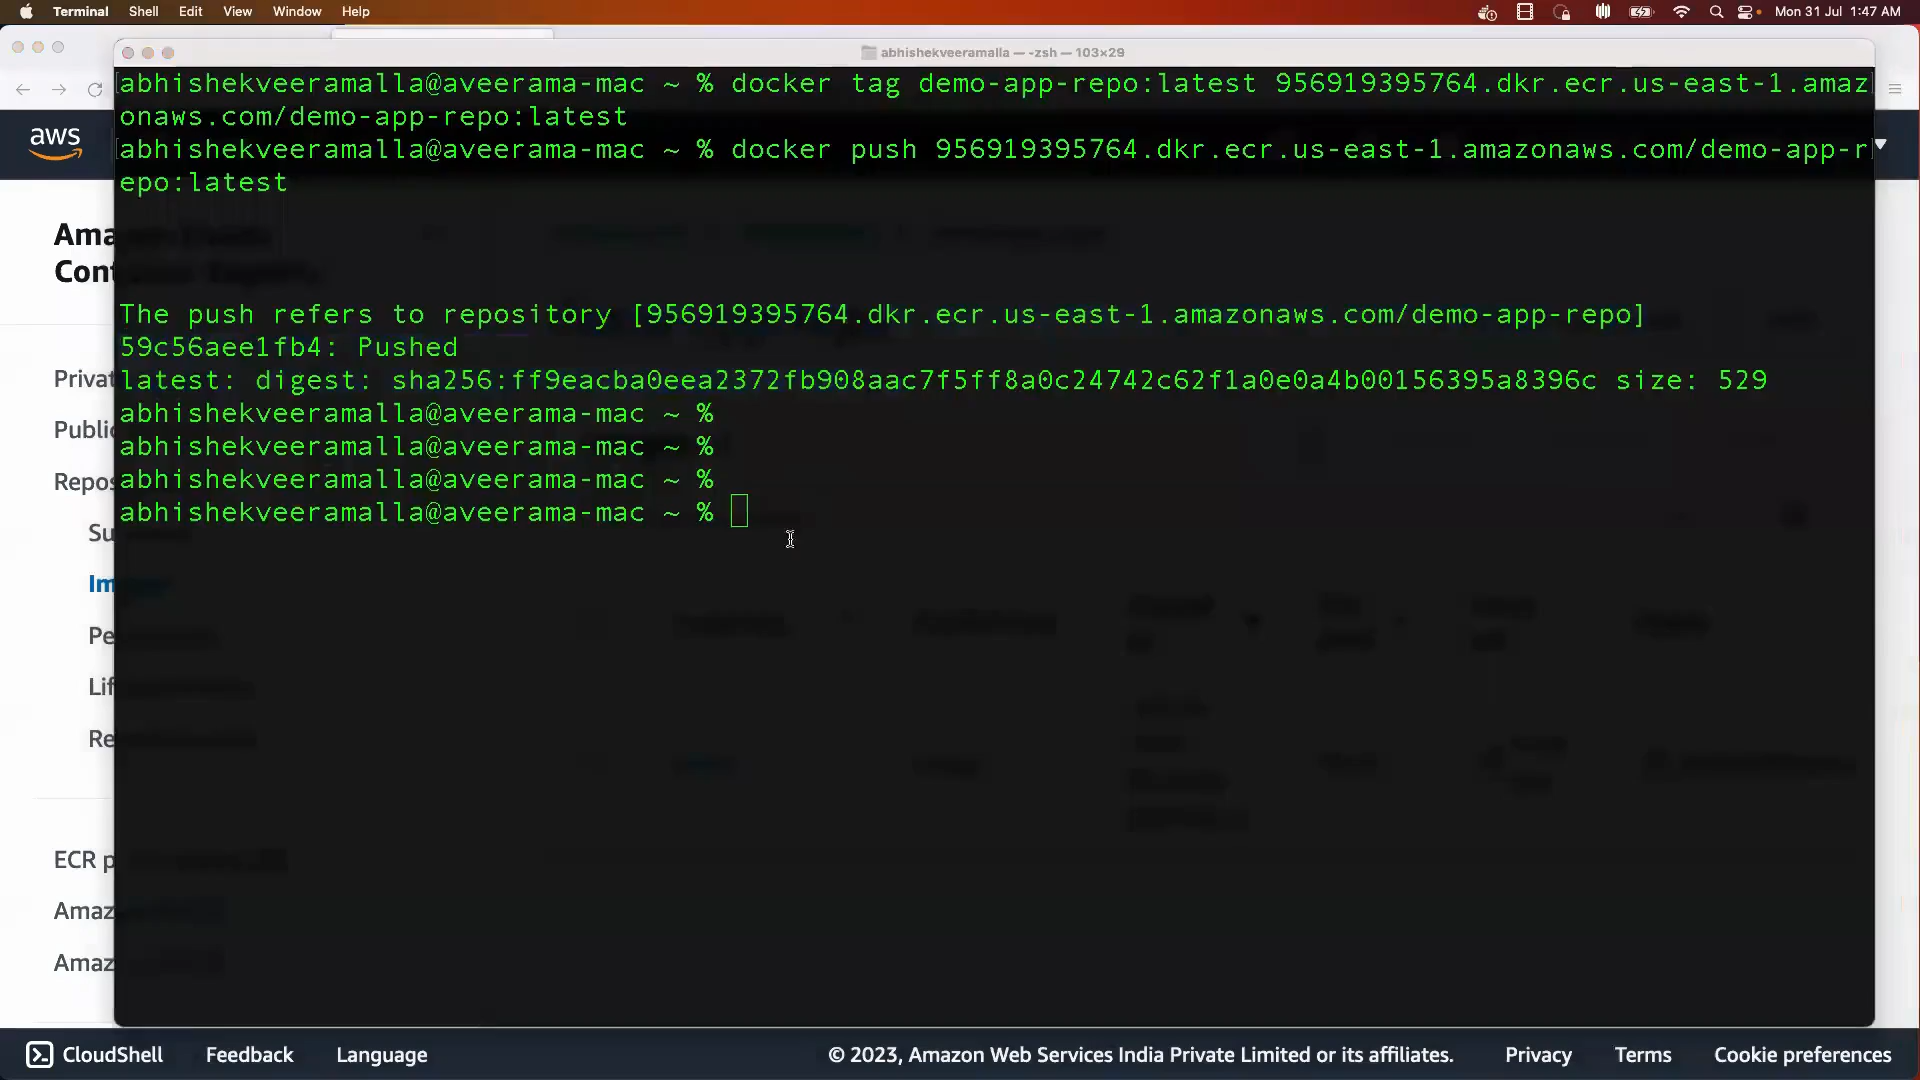 Terminal Shell Edit View Window Help Mon 31 Jul 1:47 AM
abhishekveeramalla — -zsh — 103×29
abhishekveeramalla@aveerama-mac ~ % docker tag demo-app-repo:latest 956919395764.dkr.ecr.us-east-1.amaz
onaws.com/demo-app-repo:latest
abhishekveeramalla@aveerama-mac ~ % docker push 956919395764.dkr.ecr.us-east-1.amazonaws.com/demo-app-r
epo:latest
The push refers to repository [956919395764.dkr.ecr.us-east-1.amazonaws.com/demo-app-repo]
59c56aee1fb4: Pushed
latest: digest: sha256:ff9eacba0eea2372fb908aac7f5ff8a0c24742c62f1a0e0a4b00156395a8396c size: 529
abhishekveeramalla@aveerama-mac ~ %
abhishekveeramalla@aveerama-mac ~ %
abhishekveeramalla@aveerama-mac ~ %
abhishekveeramalla@aveerama-mac ~ %
aws
Ama
Cont
Privat
Public
Repos
Su
Im
Pe
Lif
Re
ECR p
Amaz
Amaz
CloudShell Feedback Language © 2023, Amazon Web Services India Private Limited or its affiliates. Privacy Terms Cookie preferences